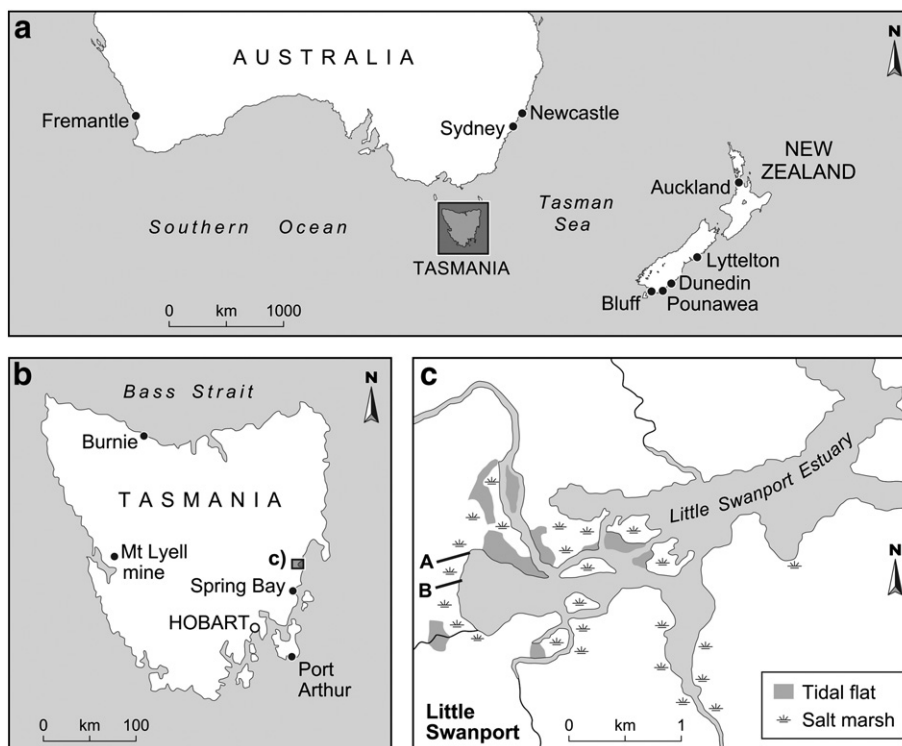 a
N
AUSTRALIA
Fremantle
Newcastle
Sydney
NEW
ZEALAND
Auckland
Southern Ocean
Tasman
Sea
TASMANIA
Lyttelton
Dunedin
Bluff
Pounawea
0 km 1000
b
Bass Strait
N
Burnie
TASMANIA
Mt Lyell
mine
c)
Spring Bay
HOBART
Port
Arthur
0 km 100
c
Little Swanport Estuary
A
B
N
Little
Swanport
0 km 1
Tidal flat
Salt marsh